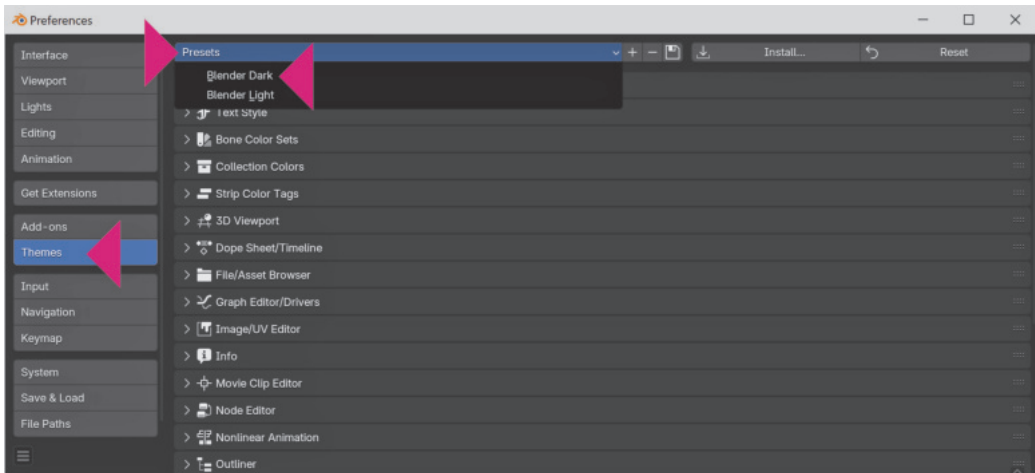 Preferences
Interface
Viewport
Lights
Editing
Animation
Get Extensions
Add-ons
Themes
Input
Navigation
Keymap
System
Save & Load
File Paths
Presets
Install...
Reset
Blender Dark
Blender Light
Text Style
Bone Color Sets
Collection Colors
Strip Color Tags
3D Viewport
Dope Sheet/Timeline
File/Asset Browser
Graph Editor/Drivers
Image/UV Editor
Info
Movie Clip Editor
Node Editor
Nonlinear Animation
Outliner